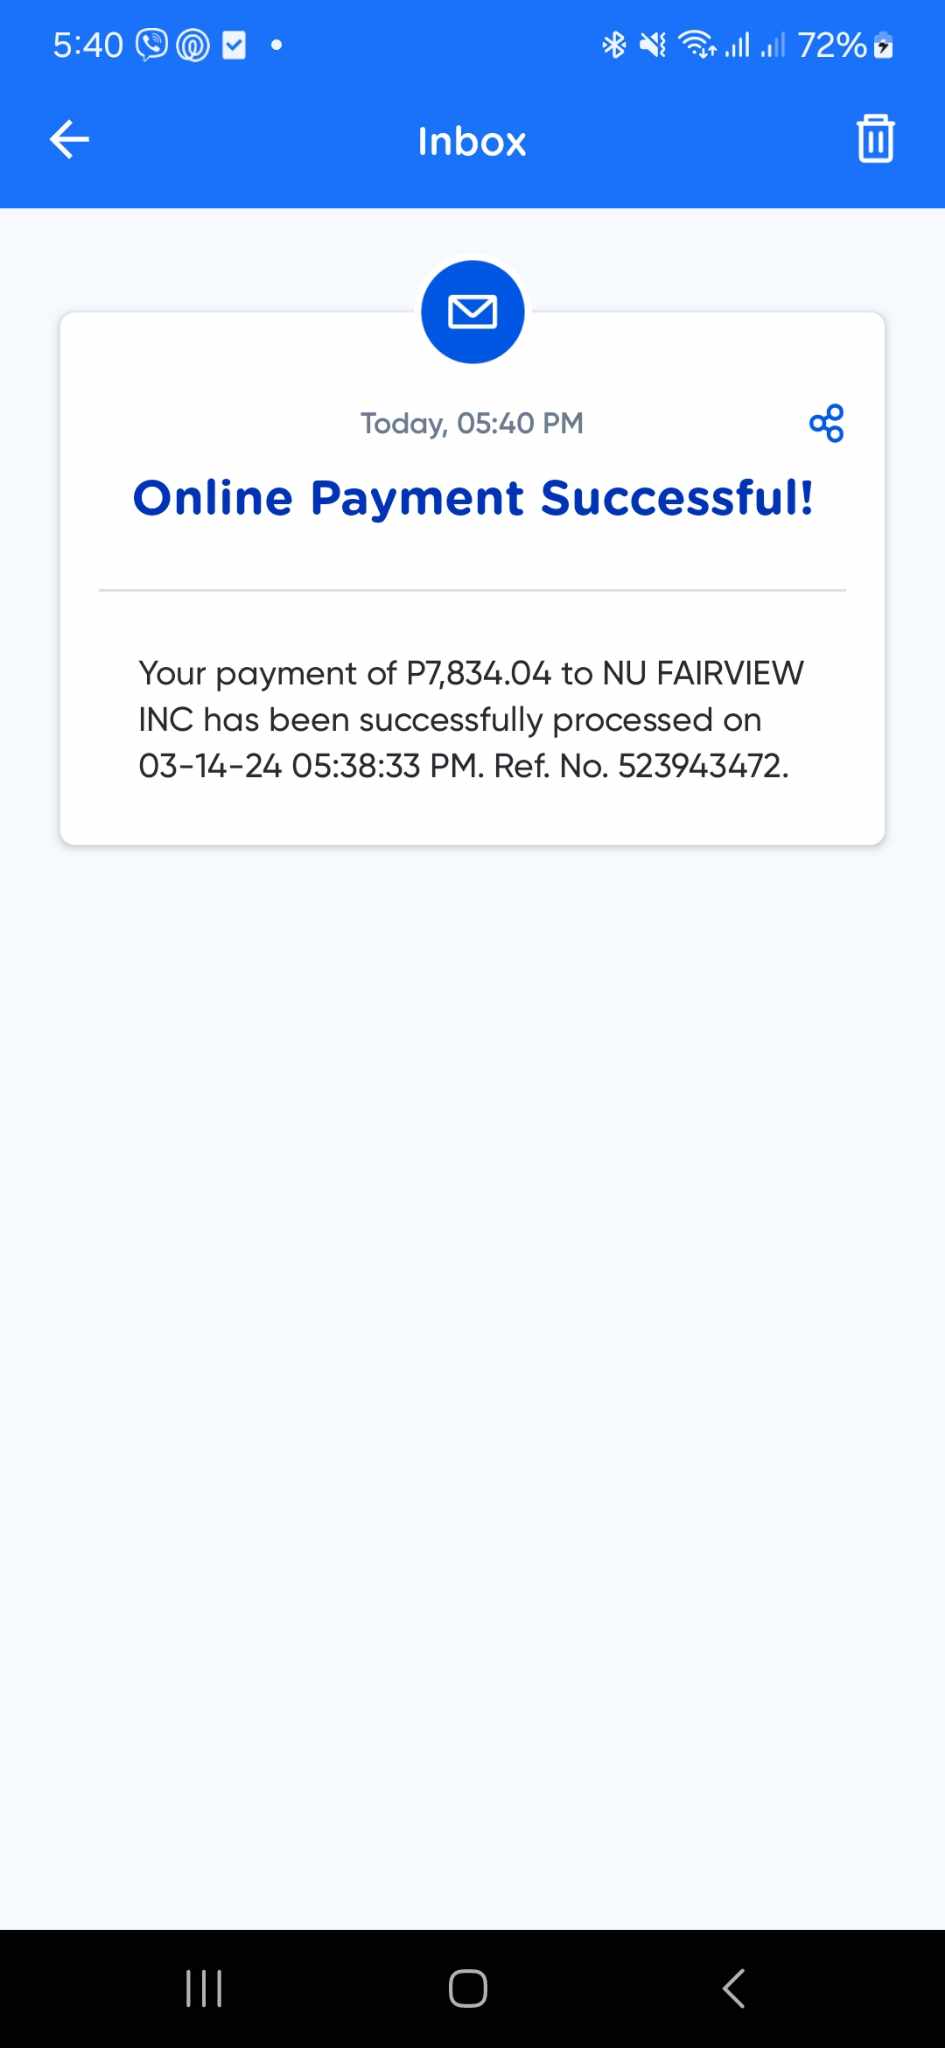 5:40
72%
Inbox
Today, 05:40 PM
Online Payment Successful!
Your payment of P7,834.04 to NU FAIRVIEW
INC has been successfully processed on
03-14-24 05:38:33 PM. Ref. No. 523943472.